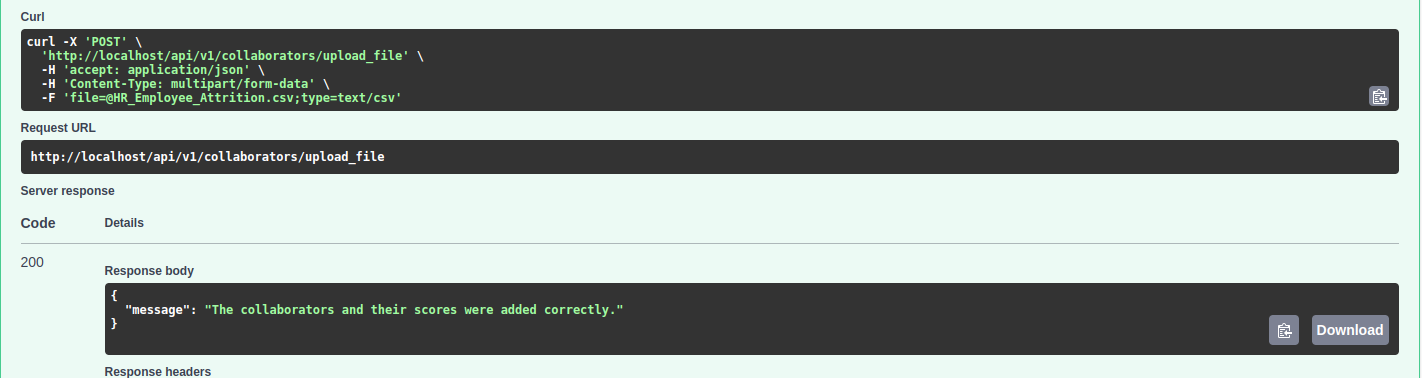 Curl
curl -X 'POST' \
  'http://localhost/api/v1/collaborators/upload_file' \
  -H 'accept: application/json' \
  -H 'Content-Type: multipart/form-data' \
  -F 'file=@HR_Employee_Attrition.csv;type=text/csv'
Request URL
http://localhost/api/v1/collaborators/upload_file
Server response
Code Details
200
Response body
{
  "message": "The collaborators and their scores were added correctly."
}
Download
Response headers